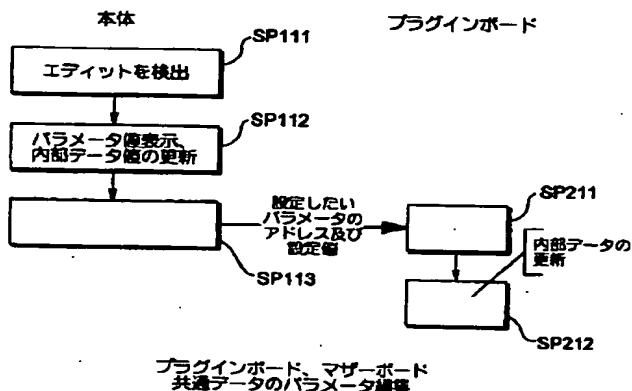 本体
プラグインボード
SP111
エディットを検出
SP112
パラメータ値表示、
内部データ値の更新
設定したい
パラメータの
アドレス及び
設定値
SP113
SP211
内部データの
更新
SP212
プラグインボード、マザーボード
共通データのパラメータ編集